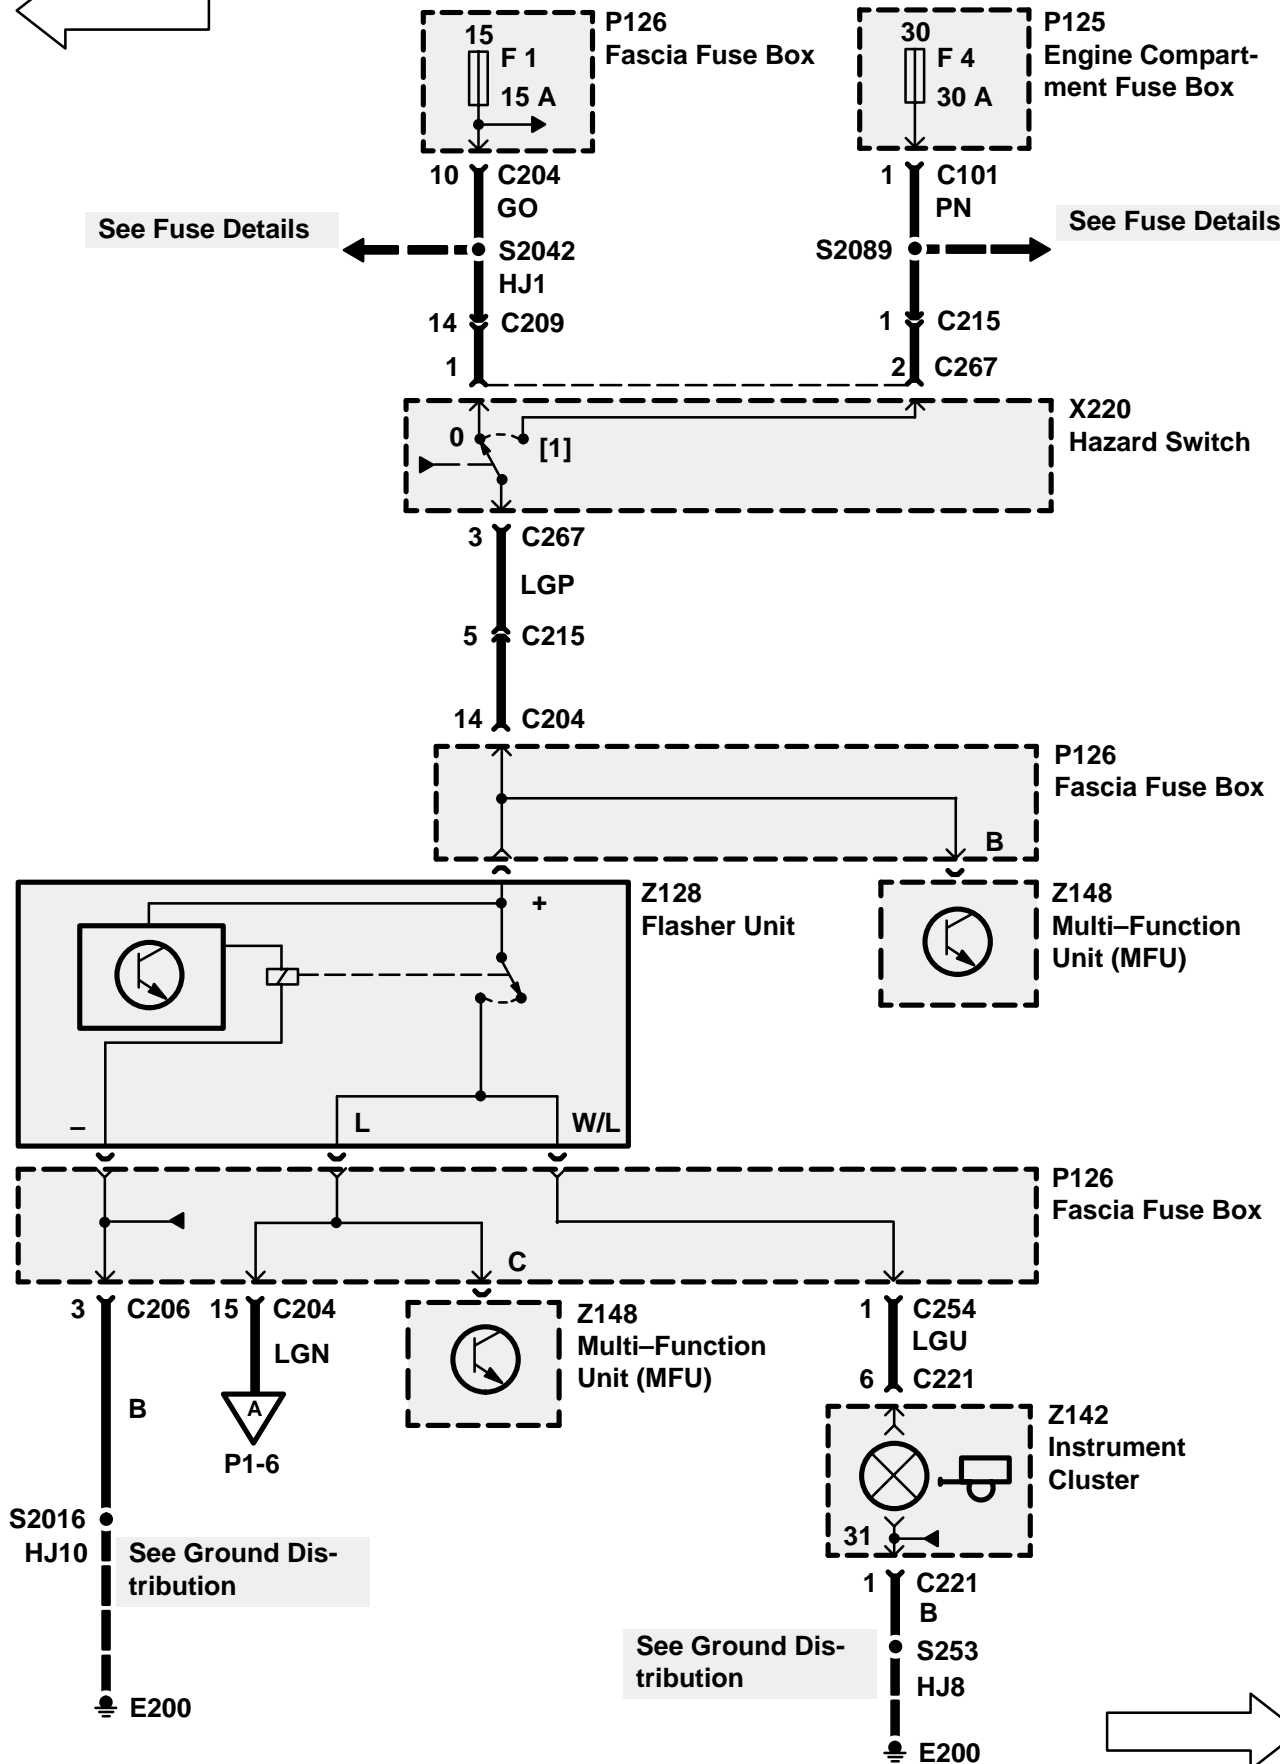 P126
Fascia Fuse Box
15
F 1
15 A
P125
Engine Compart-
ment Fuse Box
30
F 4
30 A
10 C204
GO
1 C101
PN
See Fuse Details
S2042
HJ1
S2089
See Fuse Details
14 C209
1 C215
1
2 C267
X220
Hazard Switch
0
[1]
3 C267
LGP
5 C215
14 C204
P126
Fascia Fuse Box
B
Z128
Flasher Unit
+
Z148
Multi–Function
Unit (MFU)
–
L
W/L
P126
Fascia Fuse Box
C
3 C206
15 C204
LGN
Z148
Multi–Function
Unit (MFU)
1 C254
LGU
6 C221
B
A
P1-6
Z142
Instrument
Cluster
S2016
HJ10
See Ground Dis-
tribution
31
1 C221
B
See Ground Dis-
tribution
S253
HJ8
E200
E200